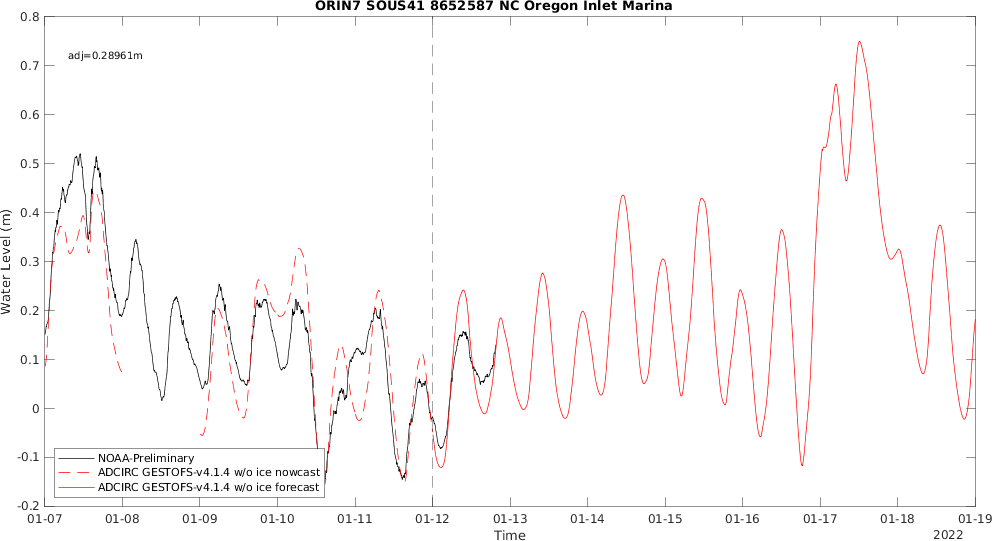 ORIN7 SOUS41 8652587 NC Oregon Inlet Marina
adj=0.28961m
Water Level (m)
0.8
0.7
0.6
0.5
0.4
0.3
0.2
0.1
0
-0.1
-0.2
NOAA-Preliminary
ADCIRC GESTOFS-v4.1.4 w/o ice nowcast
ADCIRC GESTOFS-v4.1.4 w/o ice forecast
01-07 01-08 01-09 01-10 01-11 01-12 01-13 01-14 01-15 01-16 01-17 01-18 01-19
Time
2022